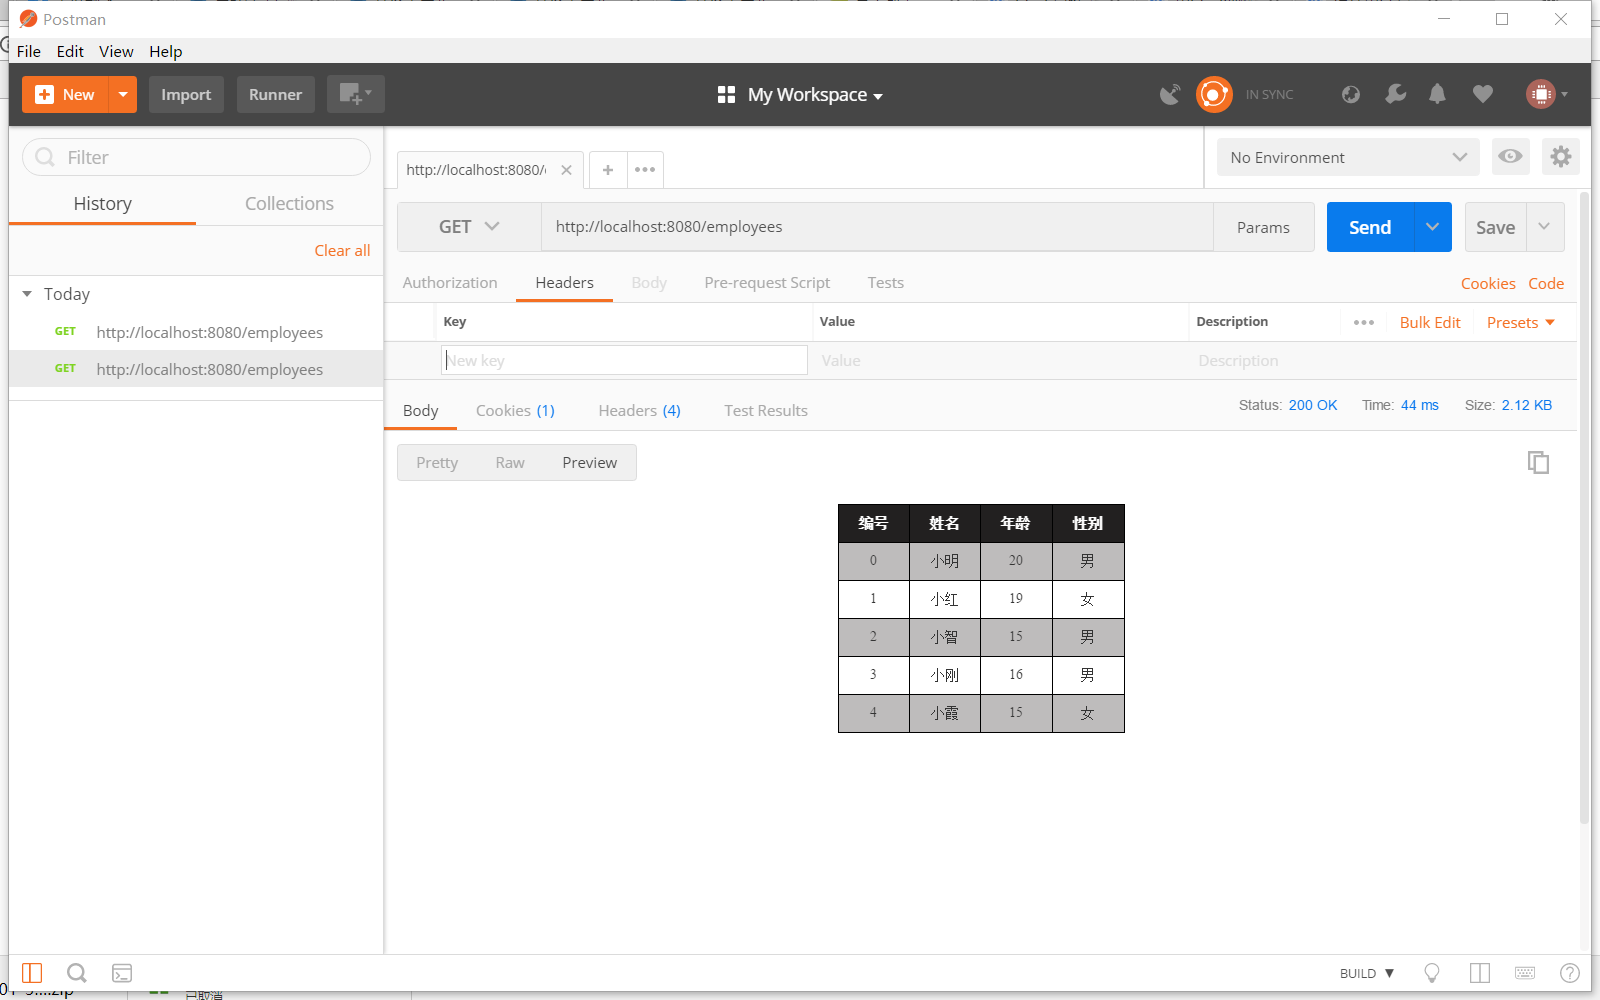 Postman
File Edit View Help
New Import Runner My Workspace IN SYNC
Filter
History Collections
Clear all
Today
GET http://localhost:8080/employees
GET http://localhost:8080/employees
http://localhost:8080/
No Environment
GET http://localhost:8080/employees Params Send Save
Authorization Headers Body Pre-request Script Tests Cookies Code
Key Value Description Bulk Edit Presets
New key Value Description
Body Cookies (1) Headers (4) Test Results Status: 200 OK Time: 44 ms Size: 2.12 KB
Pretty Raw Preview
编号 姓名 年龄 性别
0 小明 20 男
1 小红 19 女
2 小智 15 男
3 小刚 16 男
4 小霞 15 女
BUILD